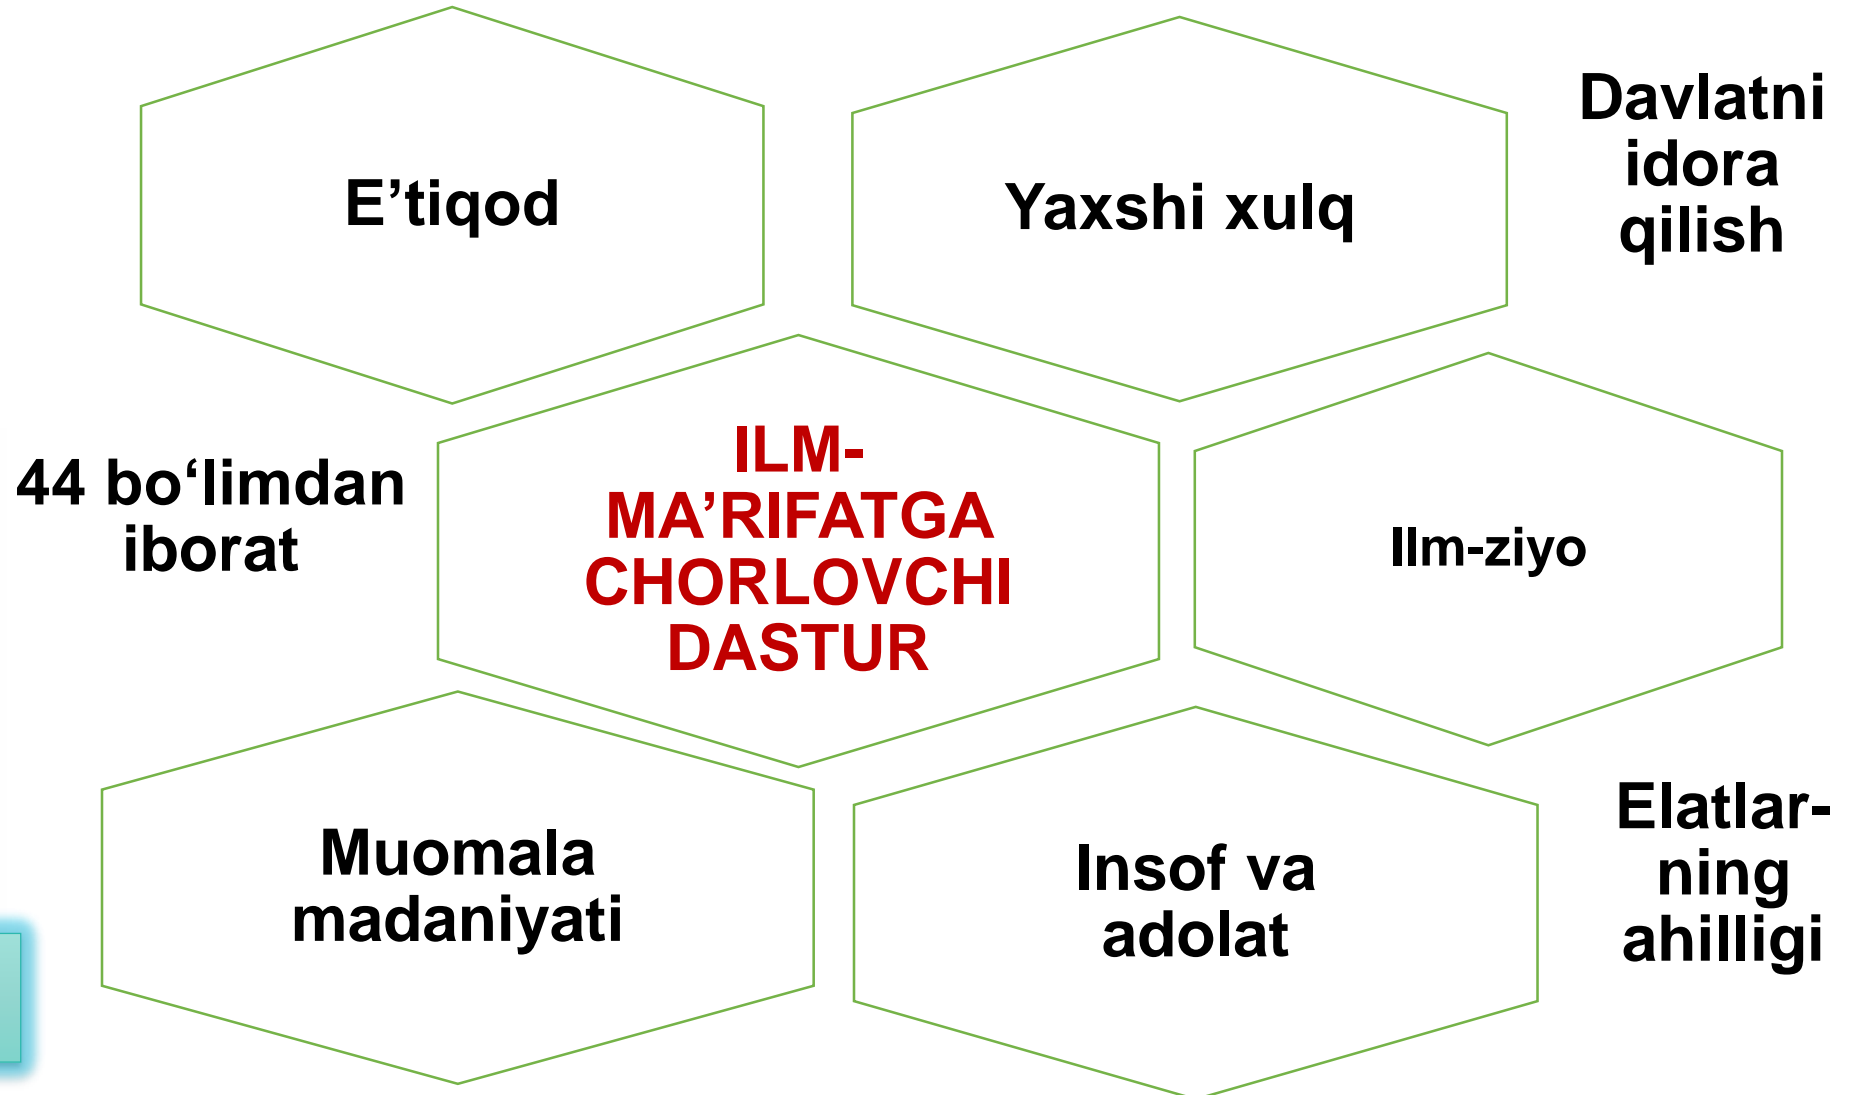 E’tiqod
Yaxshi xulq
Davlatni
idora
qilish
44 bo‘limdan
iborat
ILM-
MA’RIFATGA
CHORLOVCHI
DASTUR
Ilm-ziyo
Muomala
madaniyati
Insof va
adolat
Elatlar-
ning
ahilligi